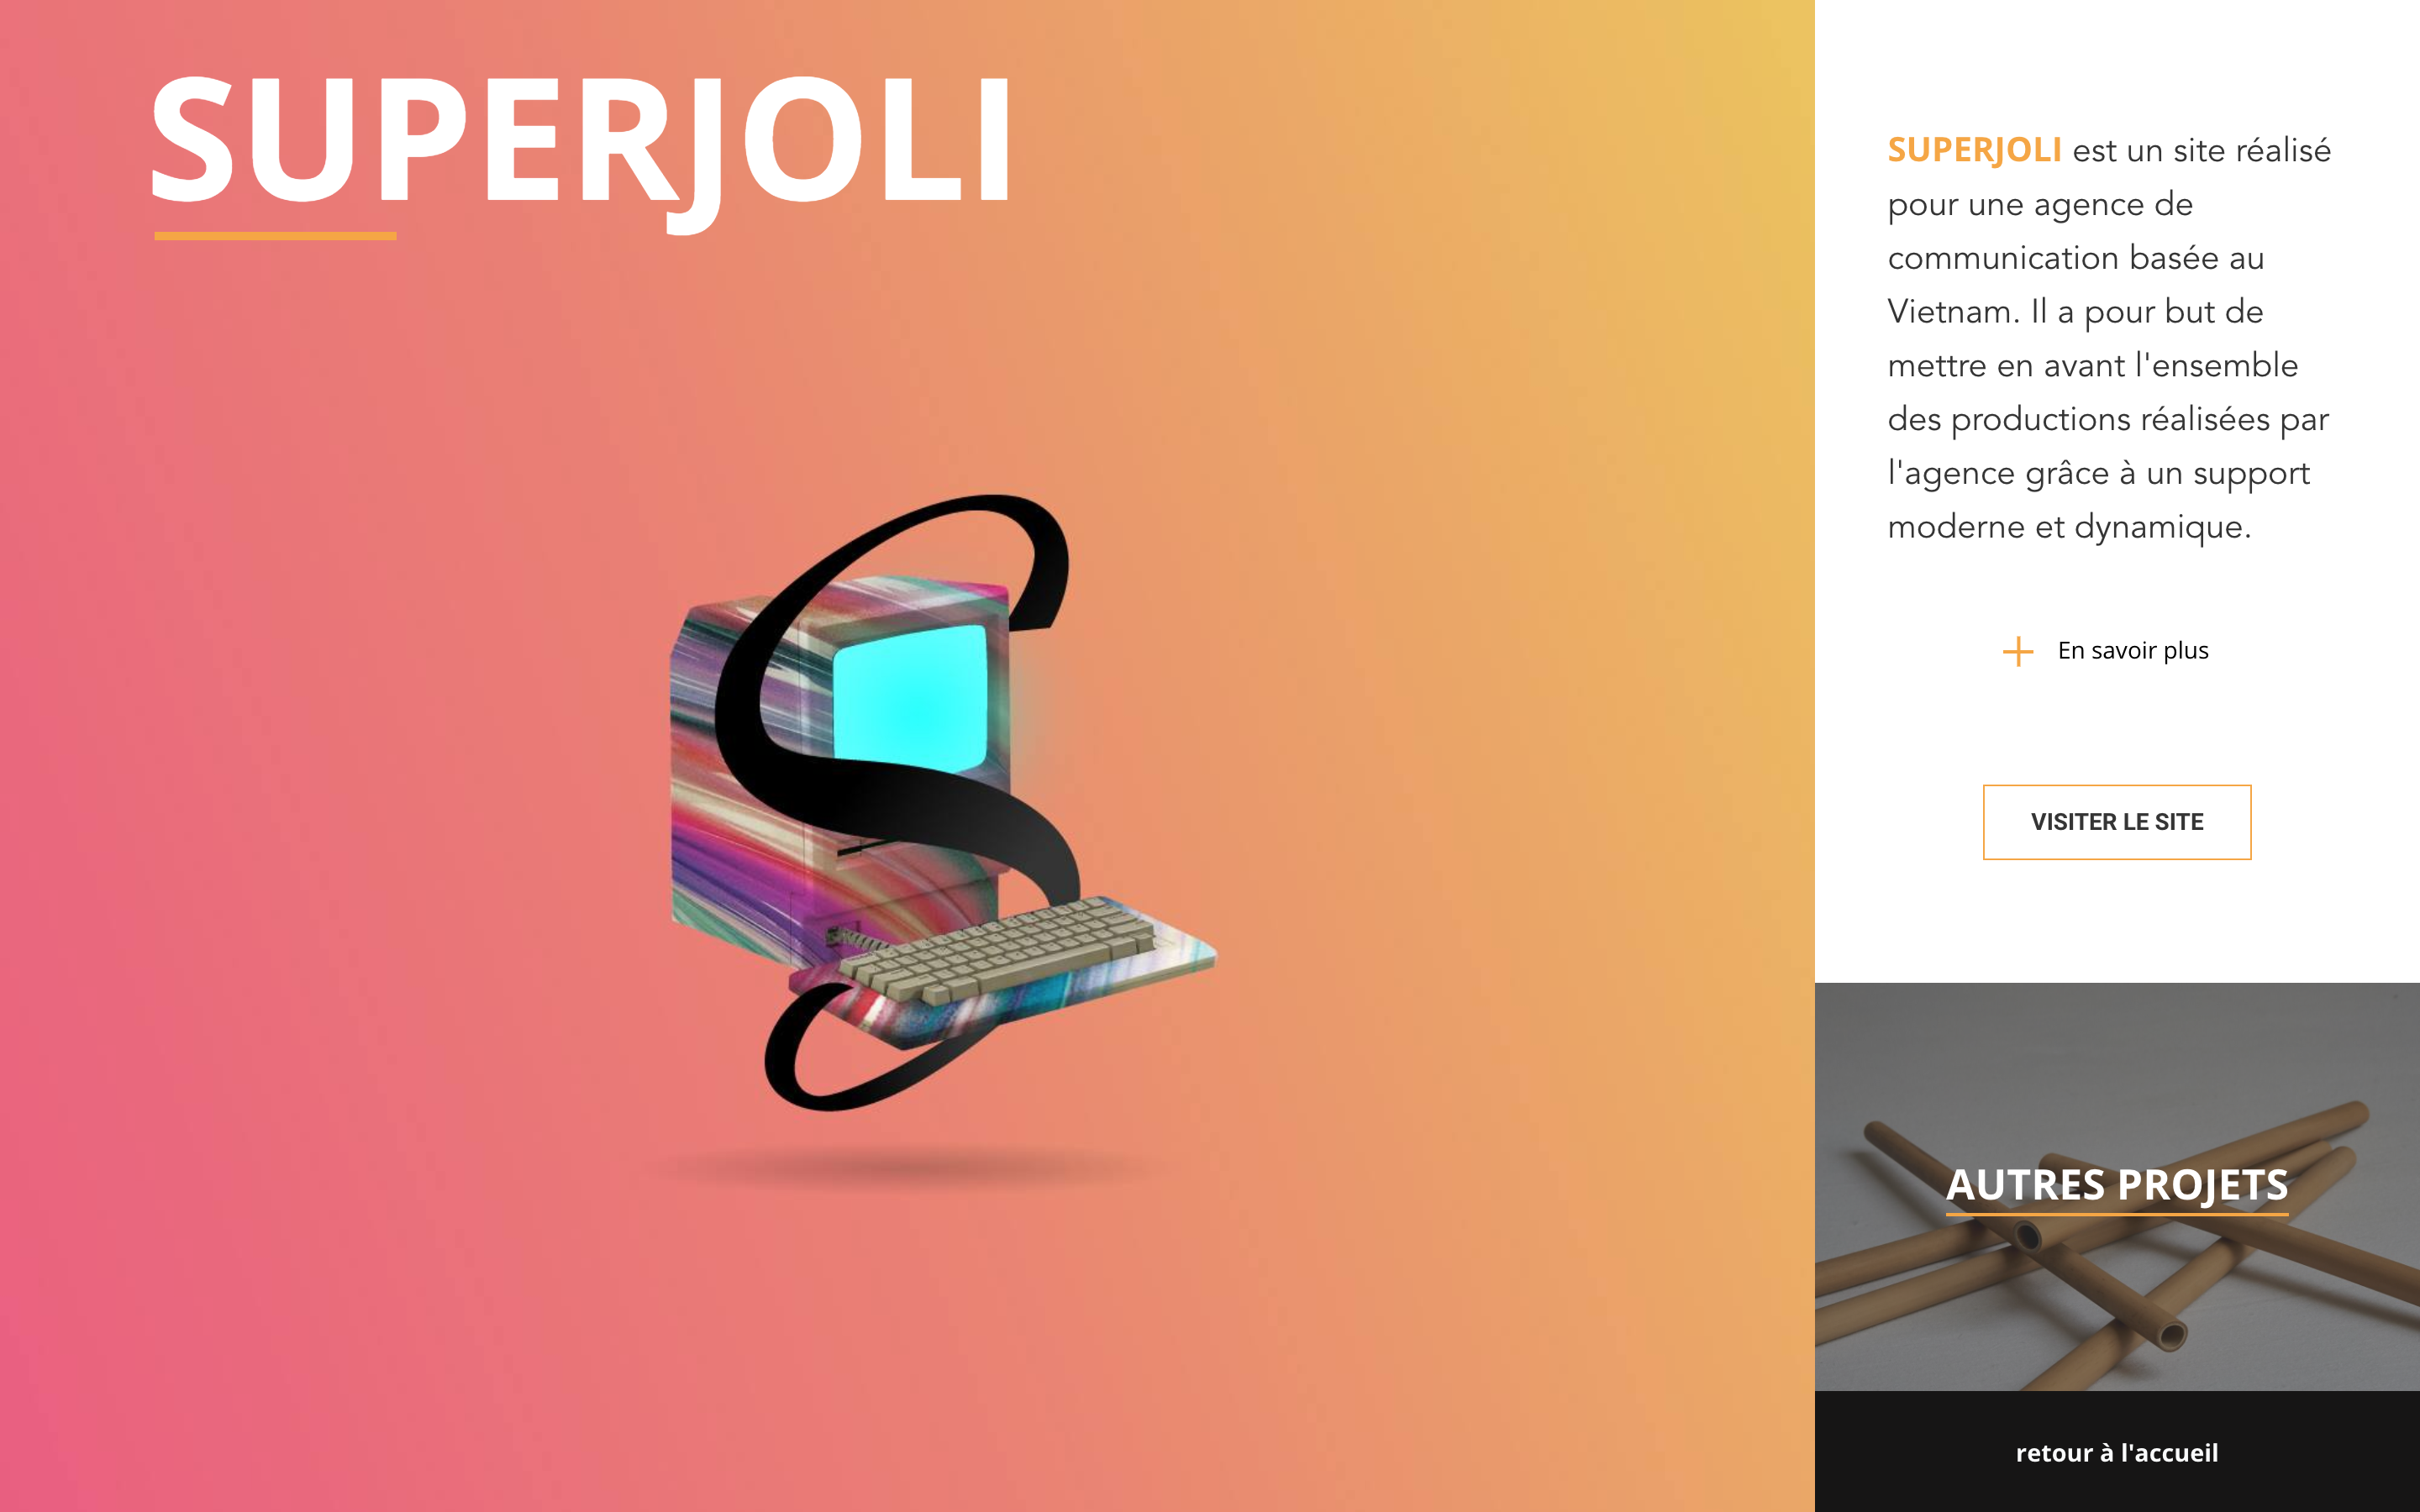 SUPERJOLI
SUPERJOLI est un site réalisé
pour une agence de
communication basée au
Vietnam. Il a pour but de
mettre en avant l'ensemble
des productions réalisées par
l'agence grâce à un support
moderne et dynamique.
En savoir plus
VISITER LE SITE
AUTRES PROJETS
retour à l'accueil